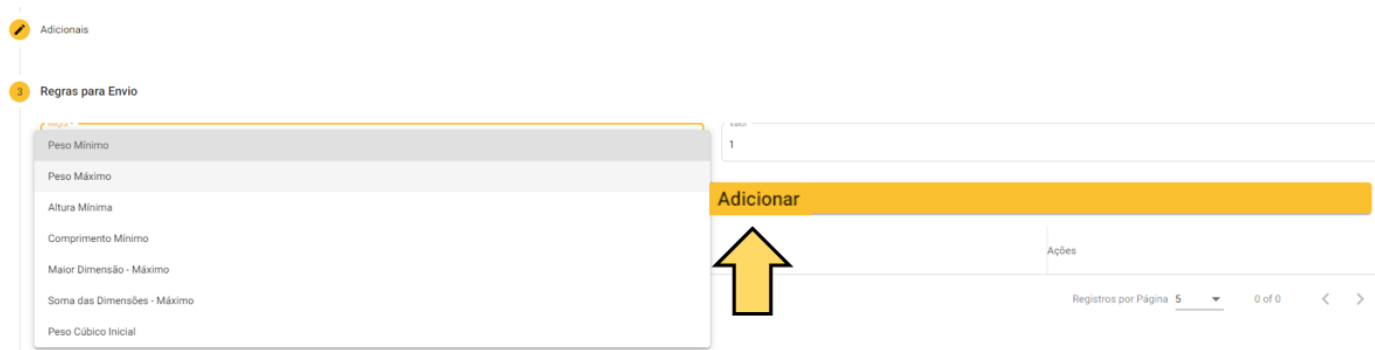 Adicionais
3 Regras para Envio
Regra *
Valor
Peso Mínimo
1
Peso Máximo
Adicionar
Altura Mínima
Comprimento Mínimo
Ações
Maior Dimensão - Máximo
Soma das Dimensões - Máximo
Registros por Página 5 0 of 0
Peso Cúbico Inicial